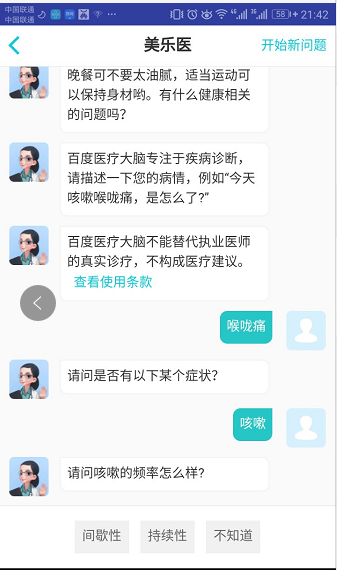 中国联通
中国联通
4G
3G
58
21:42
美乐医
开始新问题
晚餐可不要太油腻，适当运动可
以保持身材哟。有什么健康相关
的问题吗？
百度医疗大脑专注于疾病诊断，
请描述一下您的病情，例如“今天
咳嗽喉咙痛，是怎么了?”
百度医疗大脑不能替代执业医师
的真实诊疗，不构成医疗建议。
查看使用条款
喉咙痛
请问是否有以下某个症状？
咳嗽
请问咳嗽的频率怎么样?
间歇性
持续性
不知道